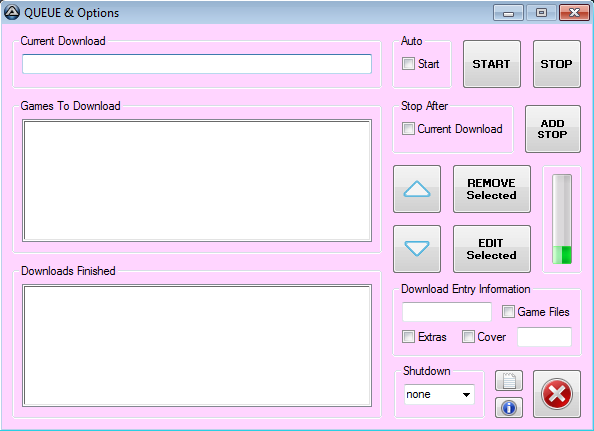 QUEUE & Options
Current Download
Auto
Start
START
STOP
Games To Download
Stop After
Current Download
ADD
STOP
REMOVE
Selected
EDIT
Selected
Downloads Finished
Download Entry Information
Game Files
Extras
Cover
Shutdown
none